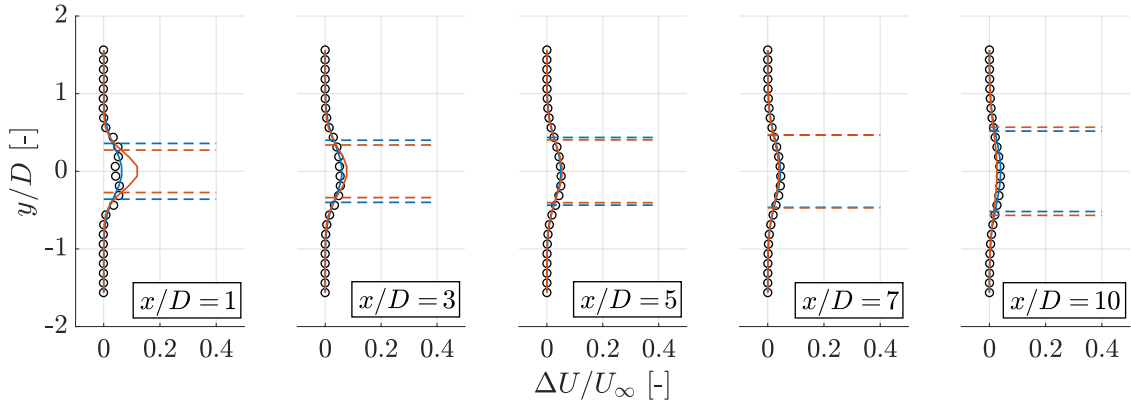 2
1
0
-1
-2
y/D [-]
x/D = 1
x/D = 3
x/D = 5
x/D = 7
x/D = 10
0 0.2 0.4 0 0.2 0.4 0 0.2 0.4 0 0.2 0.4 0 0.2 0.4
ΔU/U∞ [-]